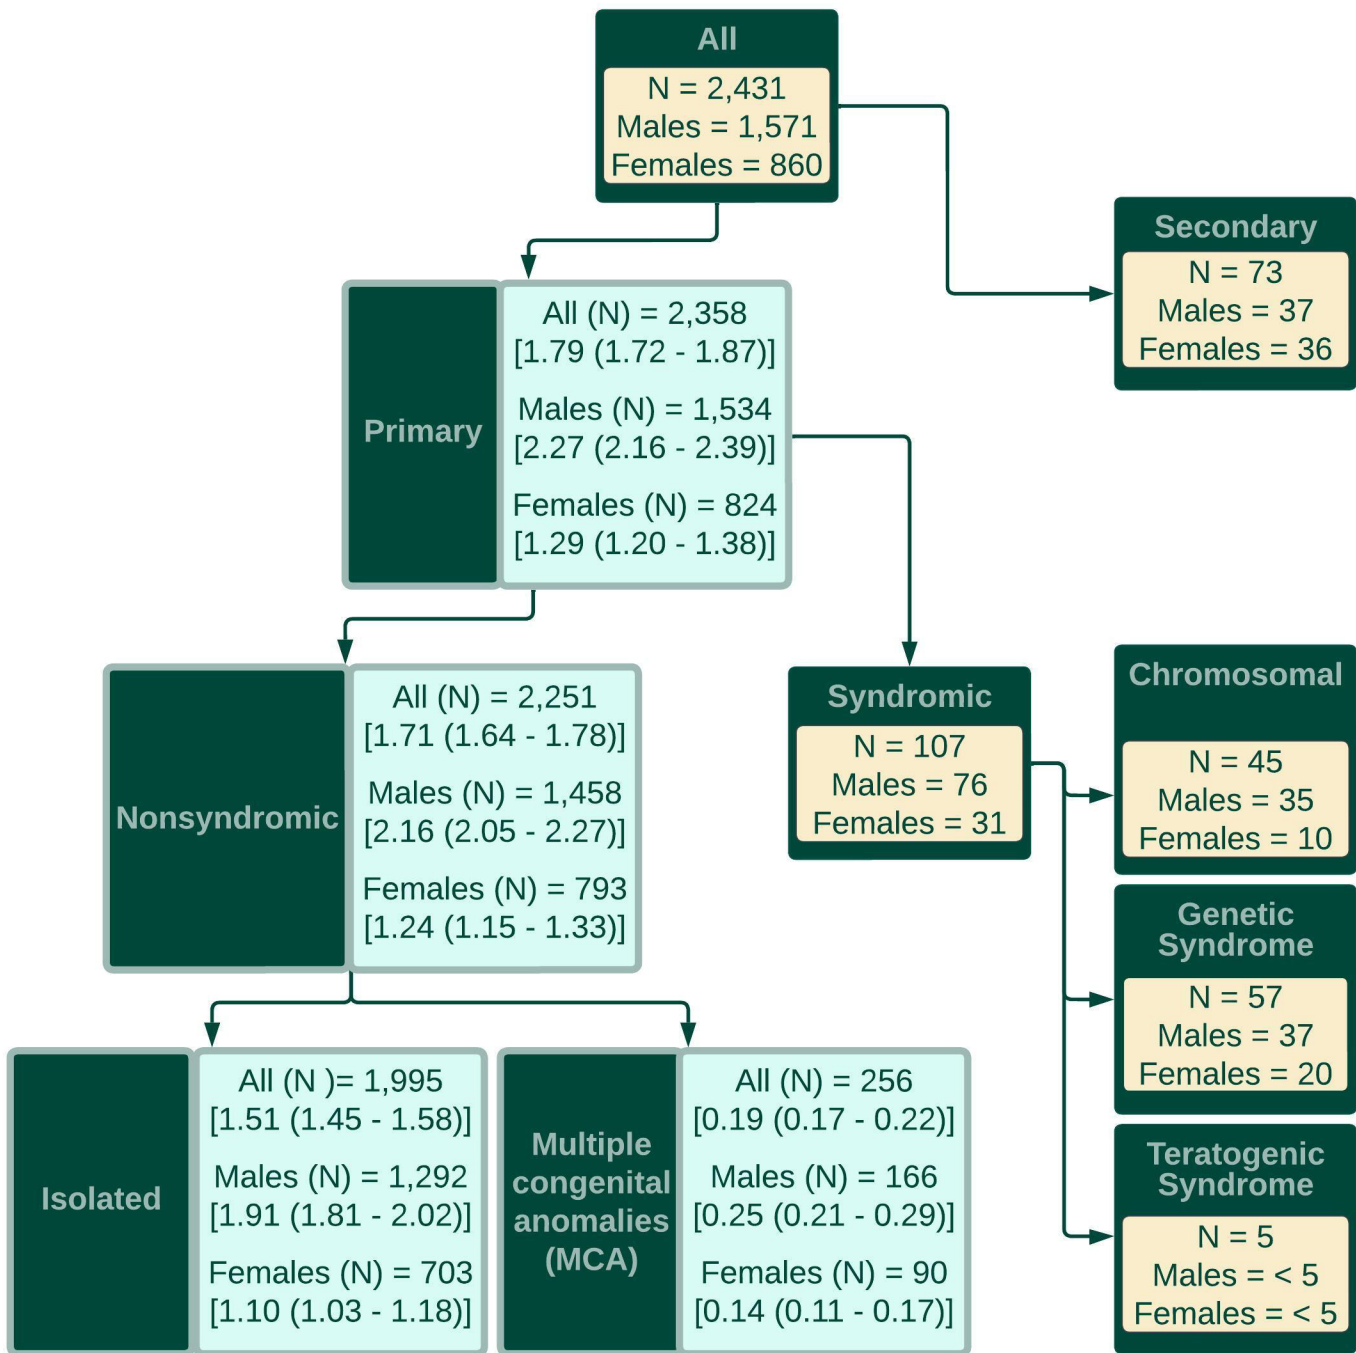 All
N = 2,431
Males = 1,571
Females = 860
Secondary
N = 73
Males = 37
Females = 36
Primary
All (N) = 2,358
[1.79 (1.72 - 1.87)]
Males (N) = 1,534
[2.27 (2.16 - 2.39)]
Females (N) = 824
[1.29 (1.20 - 1.38)]
Nonsyndromic
All (N) = 2,251
[1.71 (1.64 - 1.78)]
Males (N) = 1,458
[2.16 (2.05 - 2.27)]
Females (N) = 793
[1.24 (1.15 - 1.33)]
Syndromic
N = 107
Males = 76
Females = 31
Chromosomal
N = 45
Males = 35
Females = 10
Genetic
Syndrome
N = 57
Males = 37
Females = 20
Teratogenic
Syndrome
N = 5
Males = < 5
Females = < 5
Isolated
All (N )= 1,995
[1.51 (1.45 - 1.58)]
Males (N) = 1,292
[1.91 (1.81 - 2.02)]
Females (N) = 703
[1.10 (1.03 - 1.18)]
Multiple
congenital
anomalies
(MCA)
All (N) = 256
[0.19 (0.17 - 0.22)]
Males (N) = 166
[0.25 (0.21 - 0.29)]
Females (N) = 90
[0.14 (0.11 - 0.17)]